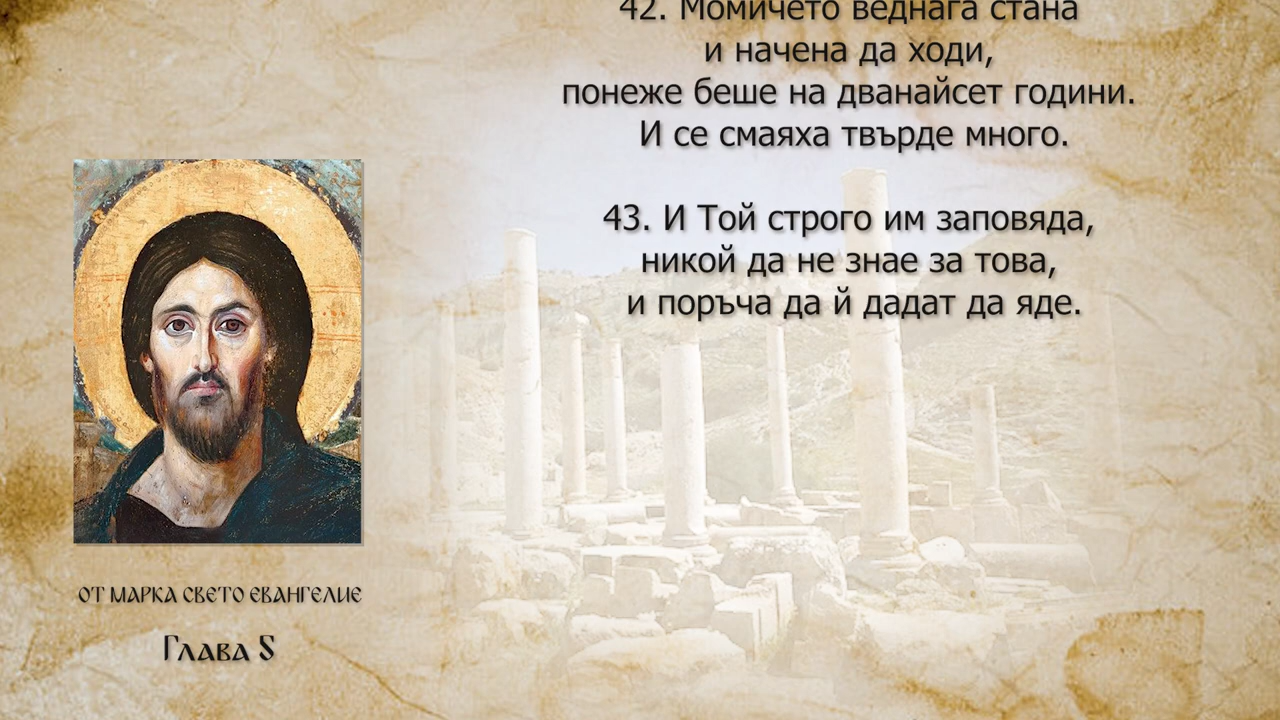 42. Момичето веднага стана
и начена да ходи,
понеже беше на дванайсет години.
И се смаяха твърде много.
43. И Той строго им заповяда,
никой да не знае за това,
и поръча да й дадат да яде.
ОТ МАРКА СВЕТО ЕВАНГЕЛИЕ
Глава 5